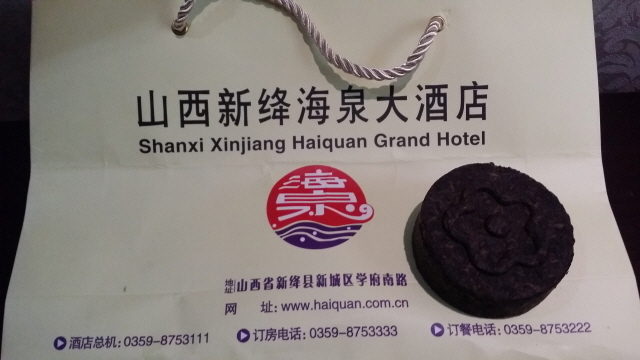 山西新绛海泉大酒店
Shanxi Xinjiang Haiquan Grand Hotel
海泉
地址 山西省新绛县新城区学府南路
网 址: www.haiquan.com.cn
酒店总机: 0359-8753111 订房电话: 0359-8753333 订餐电话: 0359-8753222